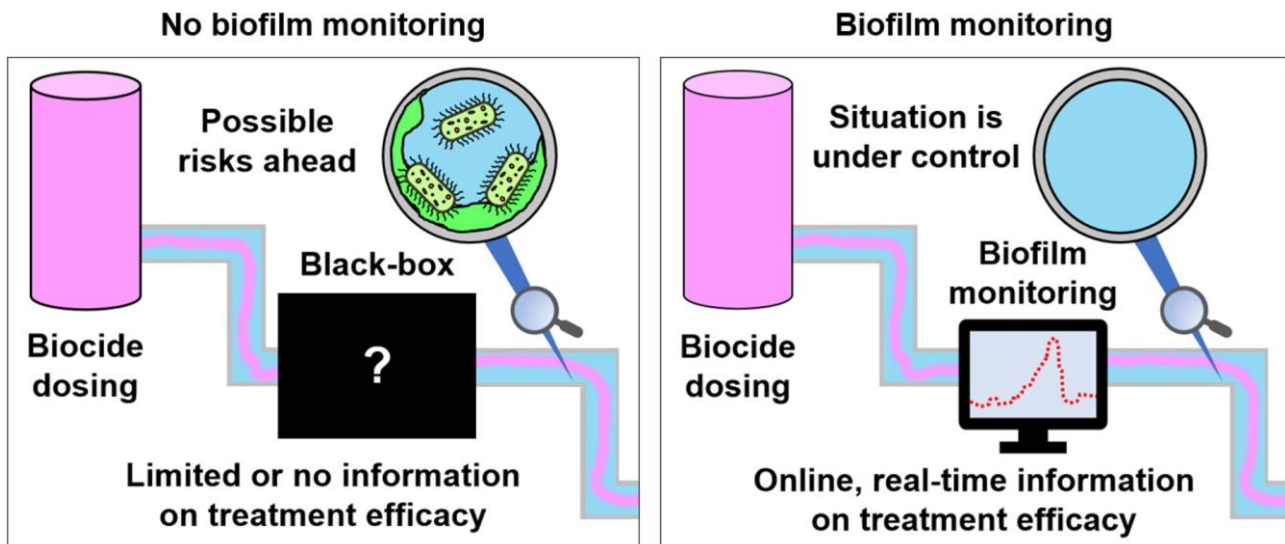 No biofilm monitoring
Possible
risks ahead
Black-box
?
Biocide
dosing
Limited or no information
on treatment efficacy
Biofilm monitoring
Situation is
under control
Biofilm
monitoring
Biocide
dosing
Online, real-time information
on treatment efficacy